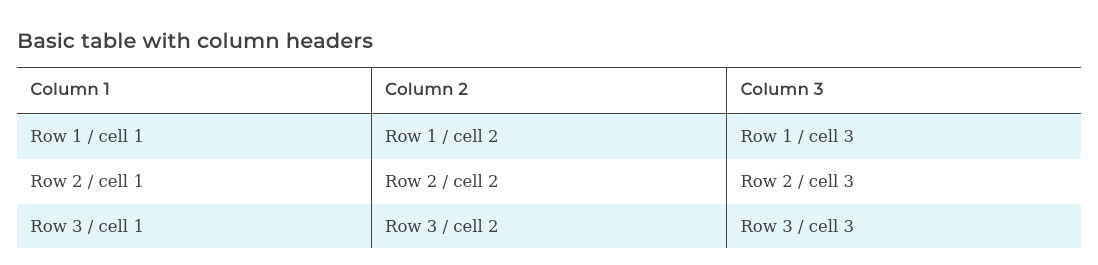 Basic table with column headers
Column 1 Column 2 Column 3
Row 1 / cell 1 Row 1 / cell 2 Row 1 / cell 3
Row 2 / cell 1 Row 2 / cell 2 Row 2 / cell 3
Row 3 / cell 1 Row 3 / cell 2 Row 3 / cell 3